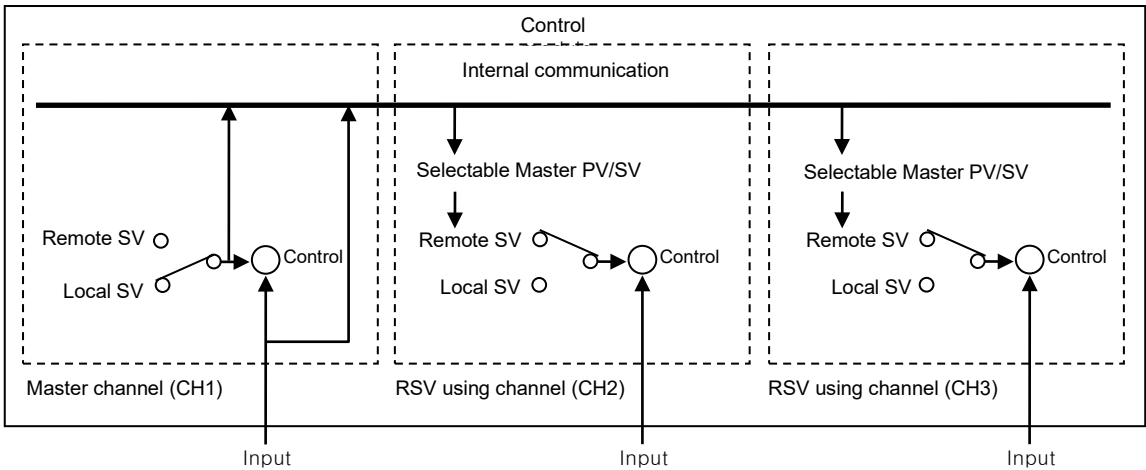 Control
Internal communication
Selectable Master PV/SV
Selectable Master PV/SV
Remote SV
Control
Local SV
Remote SV
Control
Local SV
Remote SV
Control
Local SV
Master channel (CH1)
RSV using channel (CH2)
RSV using channel (CH3)
Input
Input
Input